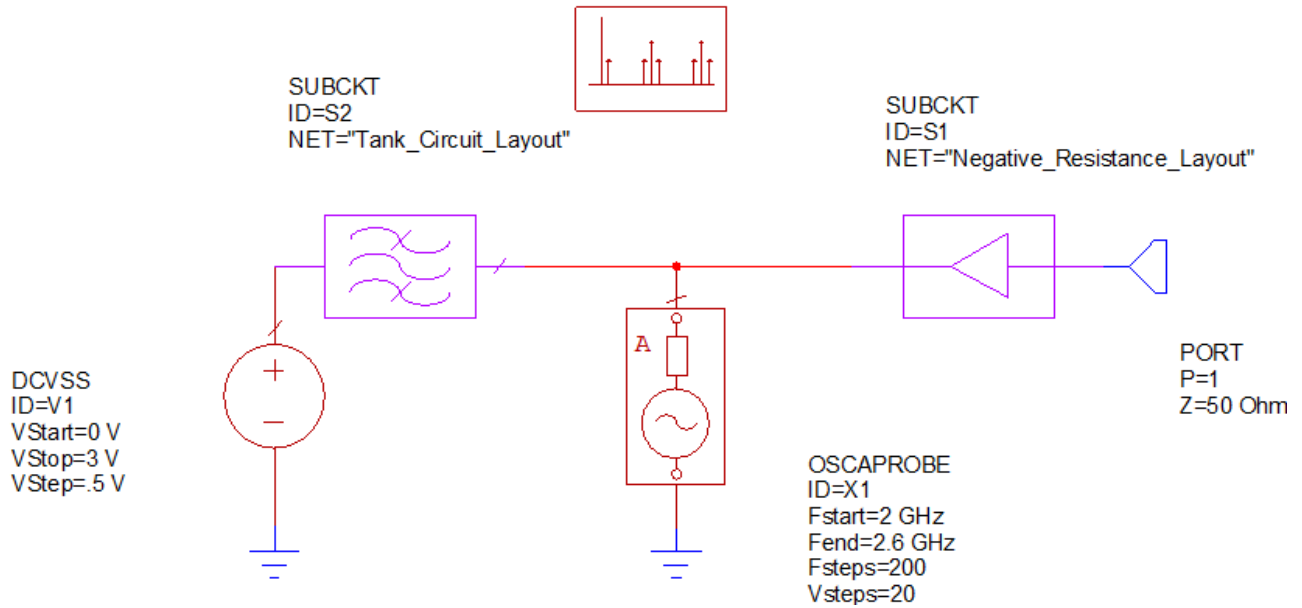 SUBCKT
ID=S2
NET="Tank_Circuit_Layout"
SUBCKT
ID=S1
NET="Negative_Resistance_Layout"
DCVSS
ID=V1
VStart=0 V
VStop=3 V
VStep=.5 V
A
OSCAPROBE
ID=X1
Fstart=2 GHz
Fend=2.6 GHz
Fsteps=200
Vsteps=20
PORT
P=1
Z=50 Ohm